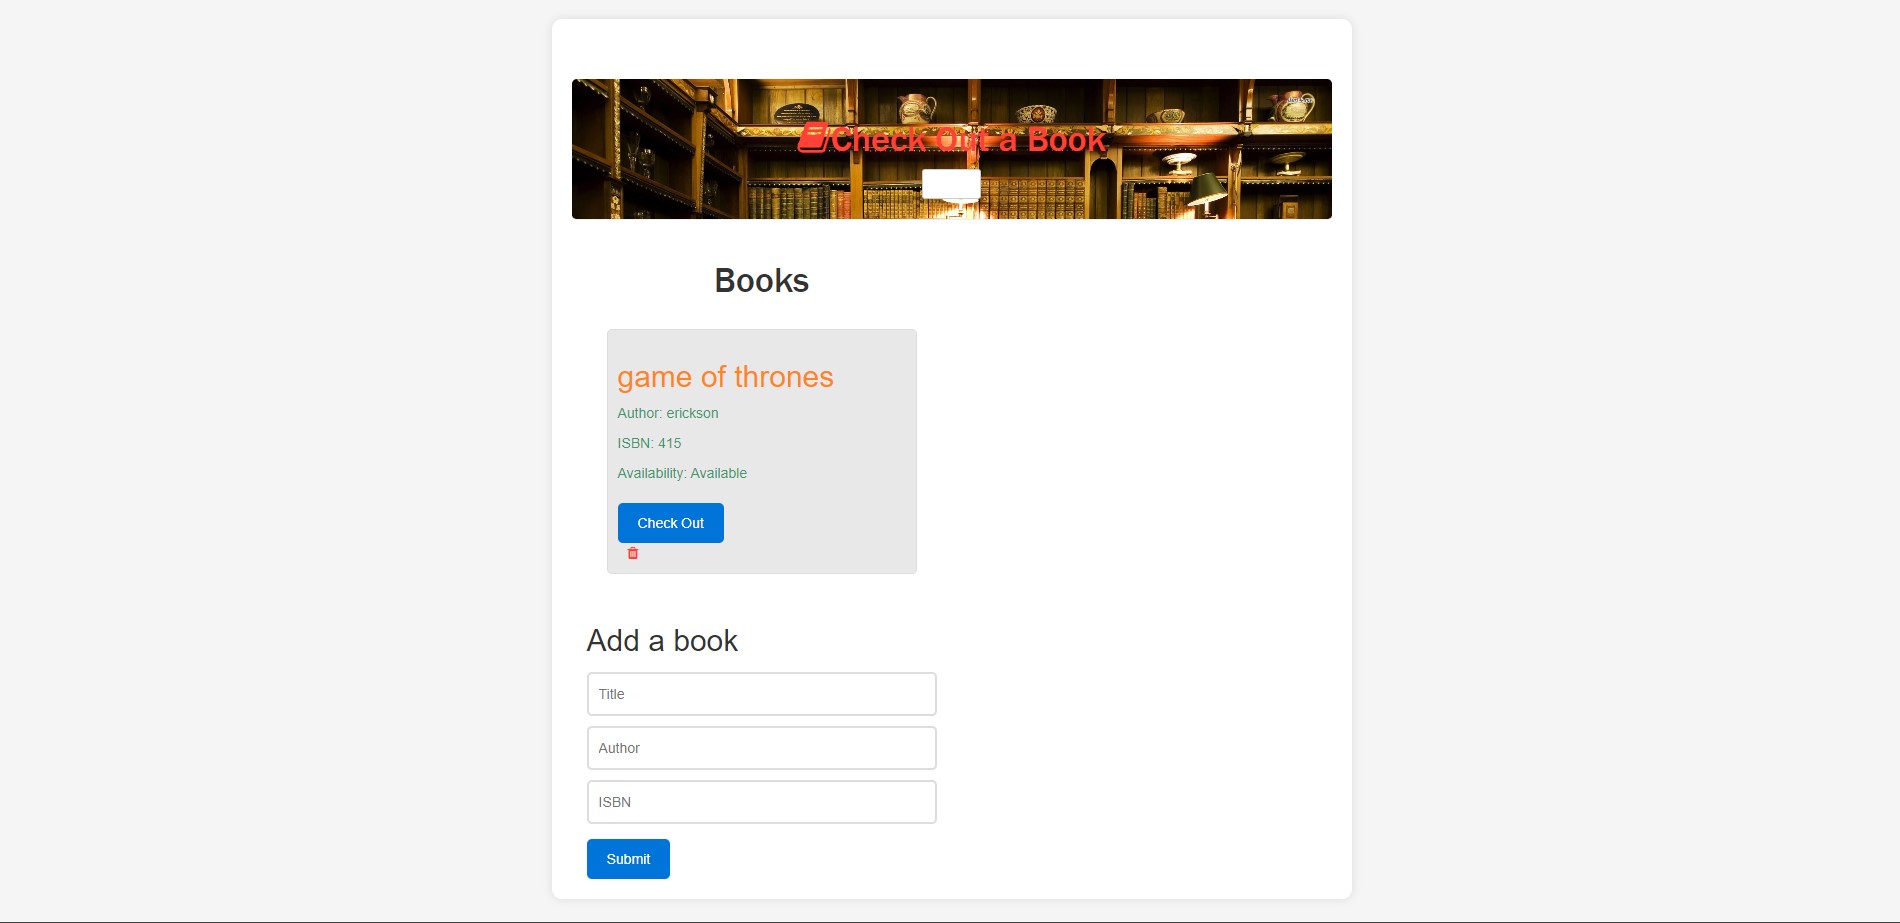 Check Out a Book
Books
game of thrones
Author: erickson
ISBN: 415
Availability: Available
Check Out
Add a book
Title
Author
ISBN
Submit